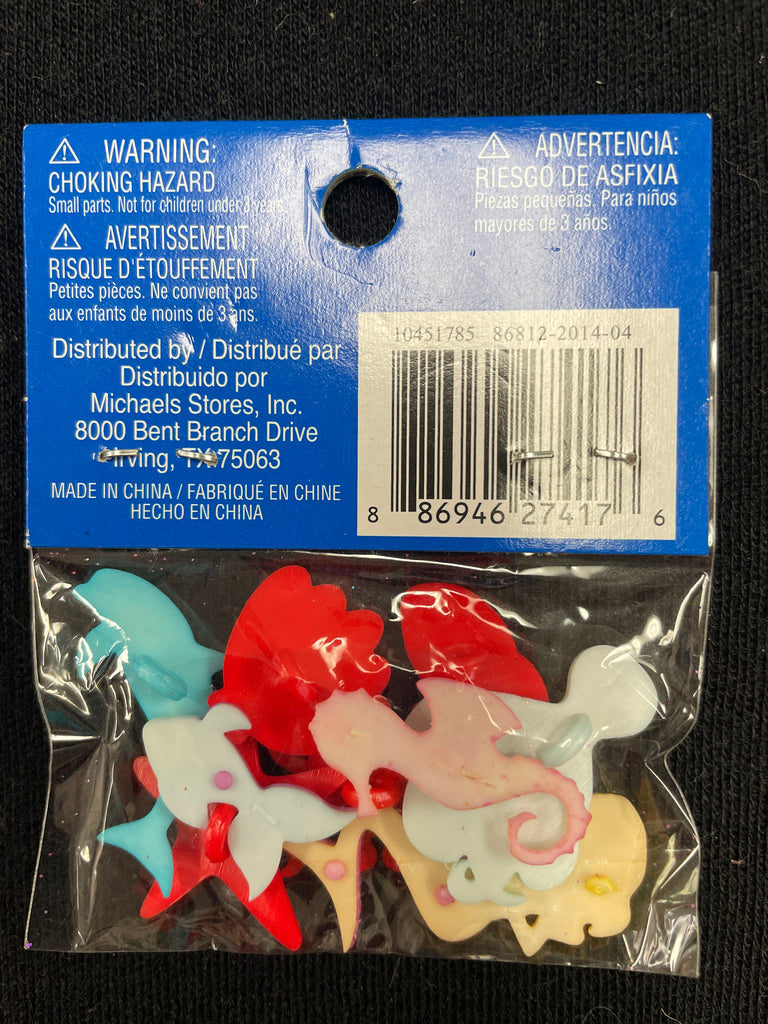 WARNING:
CHOKING HAZARD
Small parts. Not for children under 3 years.
AVERTISSEMENT
RISQUE D'ÉTOUFFEMENT
Petites pièces. Ne convient pas
aux enfants de moins de 3 ans.
Distributed by / Distribué par
Distribuido por
Michaels Stores, Inc.
8000 Bent Branch Drive
Irving, TX 75063
MADE IN CHINA / FABRIQUÉ EN CHINE
HECHO EN CHINA
ADVERTENCIA:
RIESGO DE ASFIXIA
Piezas pequeñas. Para niños
mayores de 3 años.
10451785 86812-2014-04
8 86946 27417 6